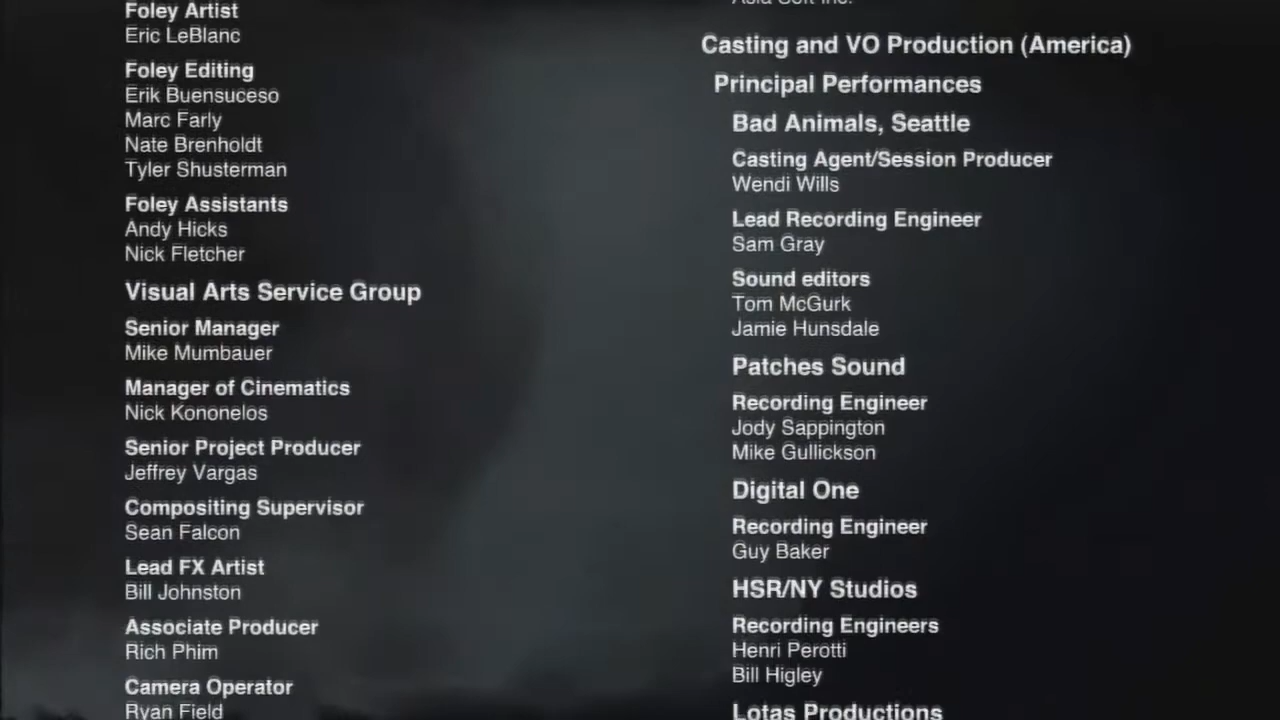 Foley Artist
Eric LeBlanc
Foley Editing
Erik Buensuceso
Marc Farly
Nate Brenholdt
Tyler Shusterman
Foley Assistants
Andy Hicks
Nick Fletcher
Visual Arts Service Group
Senior Manager
Mike Mumbauer
Manager of Cinematics
Nick Kononelos
Senior Project Producer
Jeffrey Vargas
Compositing Supervisor
Sean Falcon
Lead FX Artist
Bill Johnston
Associate Producer
Rich Phim
Camera Operator
Ryan Field
Asia Soft Inc.
Casting and VO Production (America)
Principal Performances
Bad Animals, Seattle
Casting Agent/Session Producer
Wendi Wills
Lead Recording Engineer
Sam Gray
Sound editors
Tom McGurk
Jamie Hunsdale
Patches Sound
Recording Engineer
Jody Sappington
Mike Gullickson
Digital One
Recording Engineer
Guy Baker
HSR/NY Studios
Recording Engineers
Henri Perotti
Bill Higley
Lotas Productions